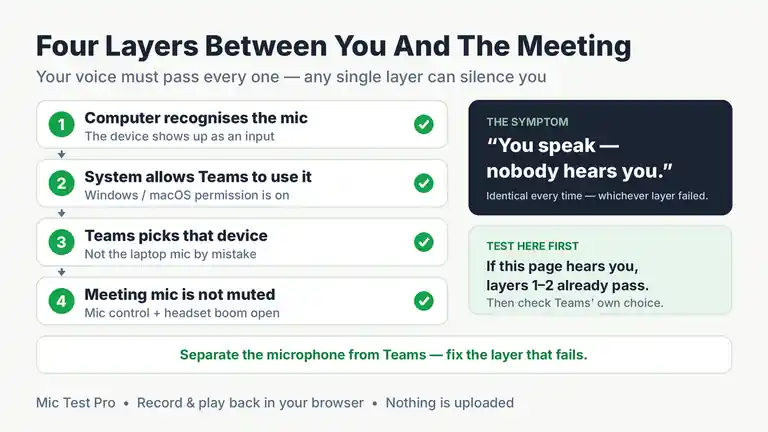 Four Layers Between You And The Meeting
Your voice must pass every one — any single layer can silence you
1
Computer recognises the mic
The device shows up as an input
2
System allows Teams to use it
Windows / macOS permission is on
3
Teams picks that device
Not the laptop mic by mistake
4
Meeting mic is not muted
Mic control + headset boom open
THE SYMPTOM
“You speak —
nobody hears you.”
Identical every time — whichever layer failed.
TEST HERE FIRST
If this page hears you,
layers 1–2 already pass.
Then check Teams’ own choice.
Separate the microphone from Teams — fix the layer that fails.
Mic Test Pro • Record & play back in your browser • Nothing is uploaded